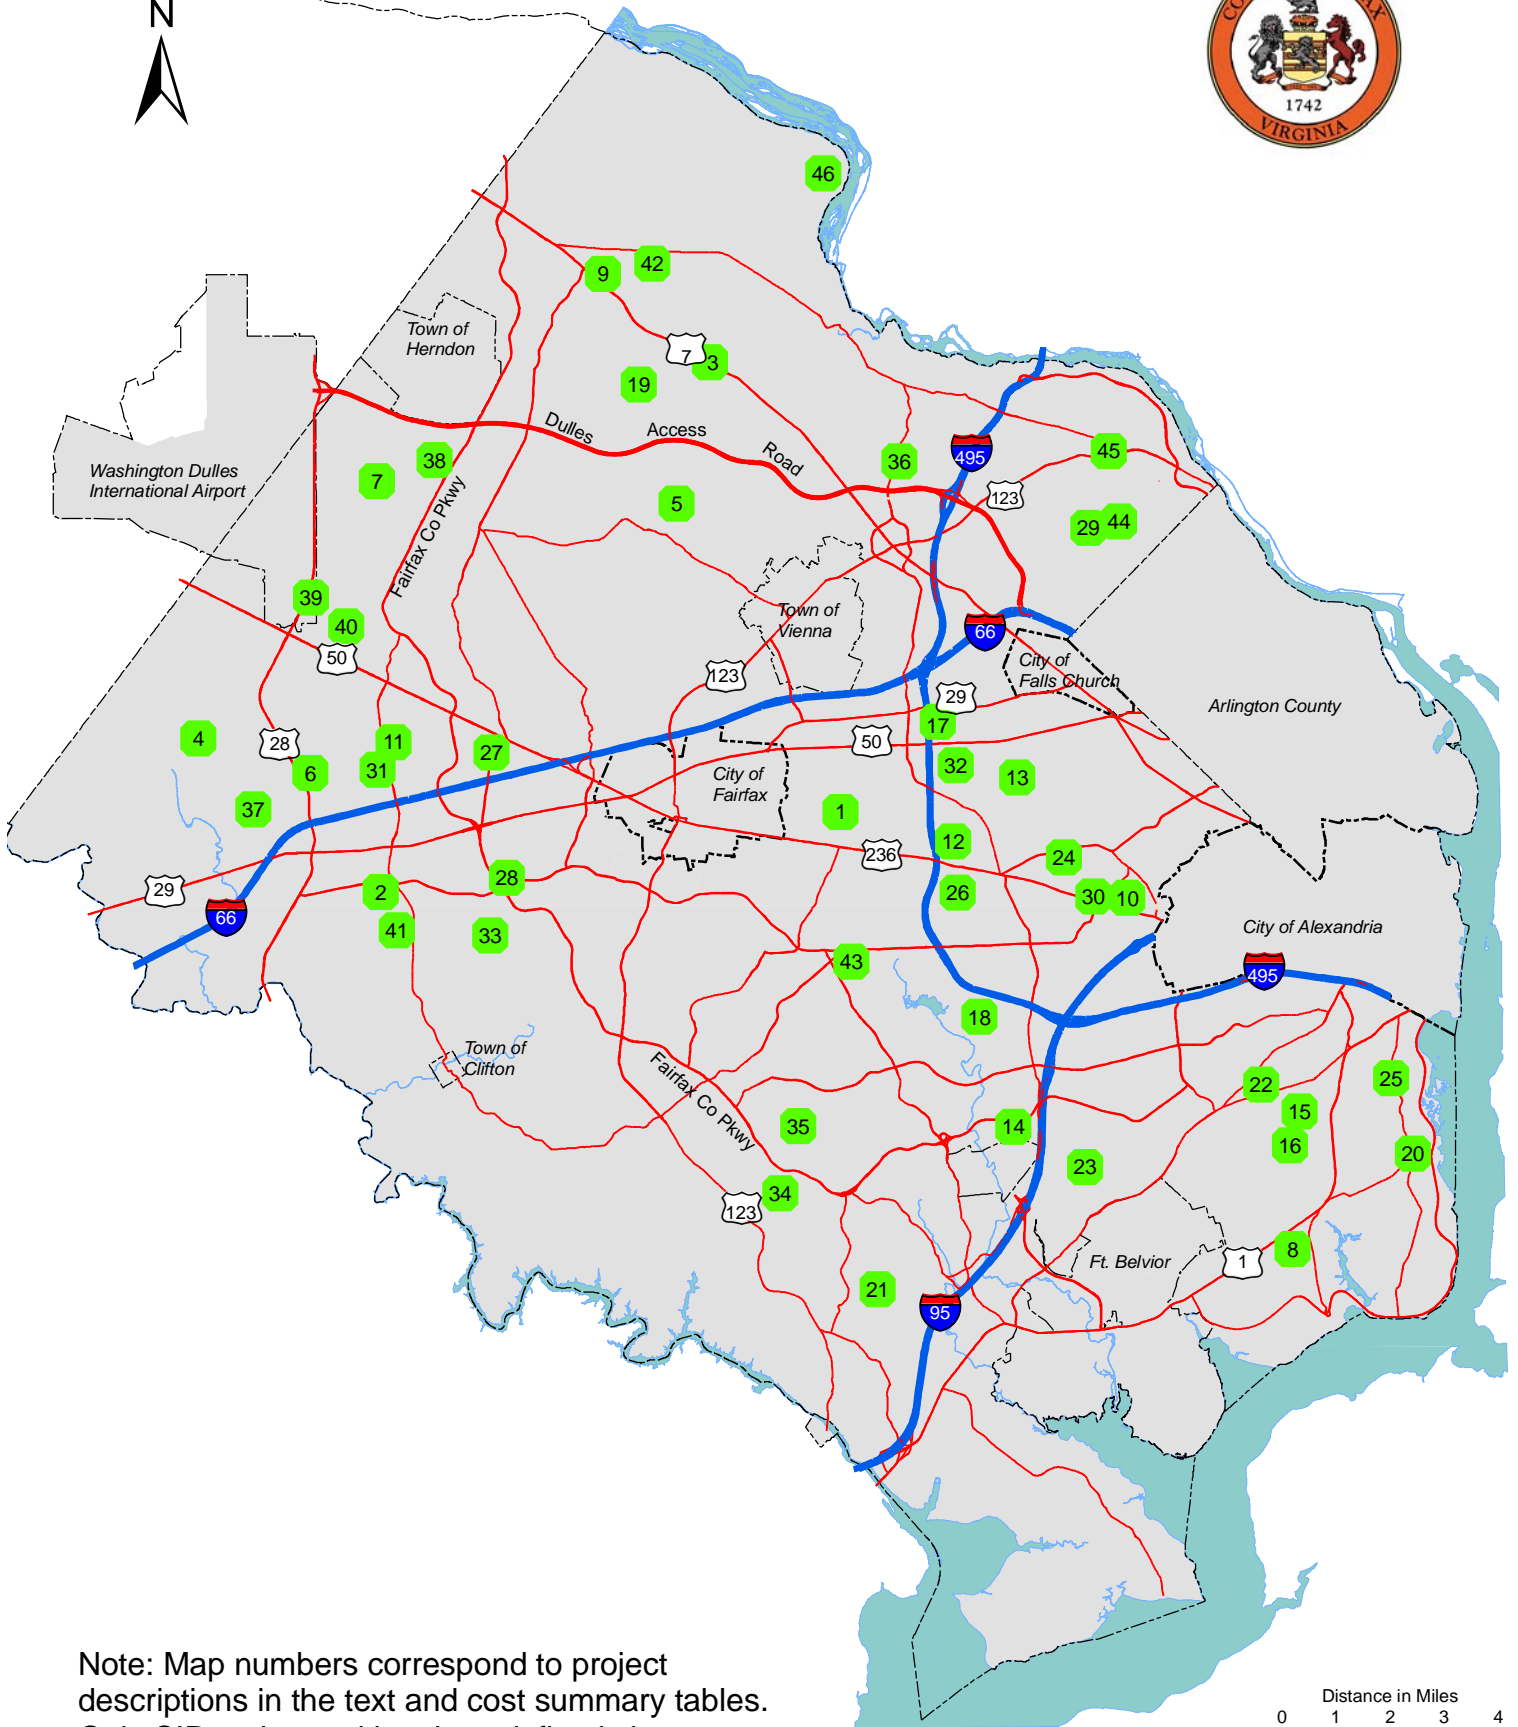 N
COUNTY OF FAIRFAX
1742
VIRGINIA
46
9
42
Town of
Herndon
7
3
19
Dulles
Access
Road
Washington Dulles
International Airport
7
38
5
36
495
45
123
29
44
Fairfax Co Pkwy
39
40
50
Town of
Vienna
66
City of
Falls Church
123
29
17
Arlington County
4
28
6
11
31
27
50
32
13
City of
Fairfax
37
1
12
236
24
29
66
2
28
26
30
10
41
33
43
City of Alexandria
495
18
Town of
Clifton
Fairfax Co Pkwy
22
25
15
35
14
16
20
23
34
123
8
Ft. Belvior
1
21
95
Note: Map numbers correspond to project
descriptions in the text and cost summary tables.
Distance in Miles
0 1 2 3 4